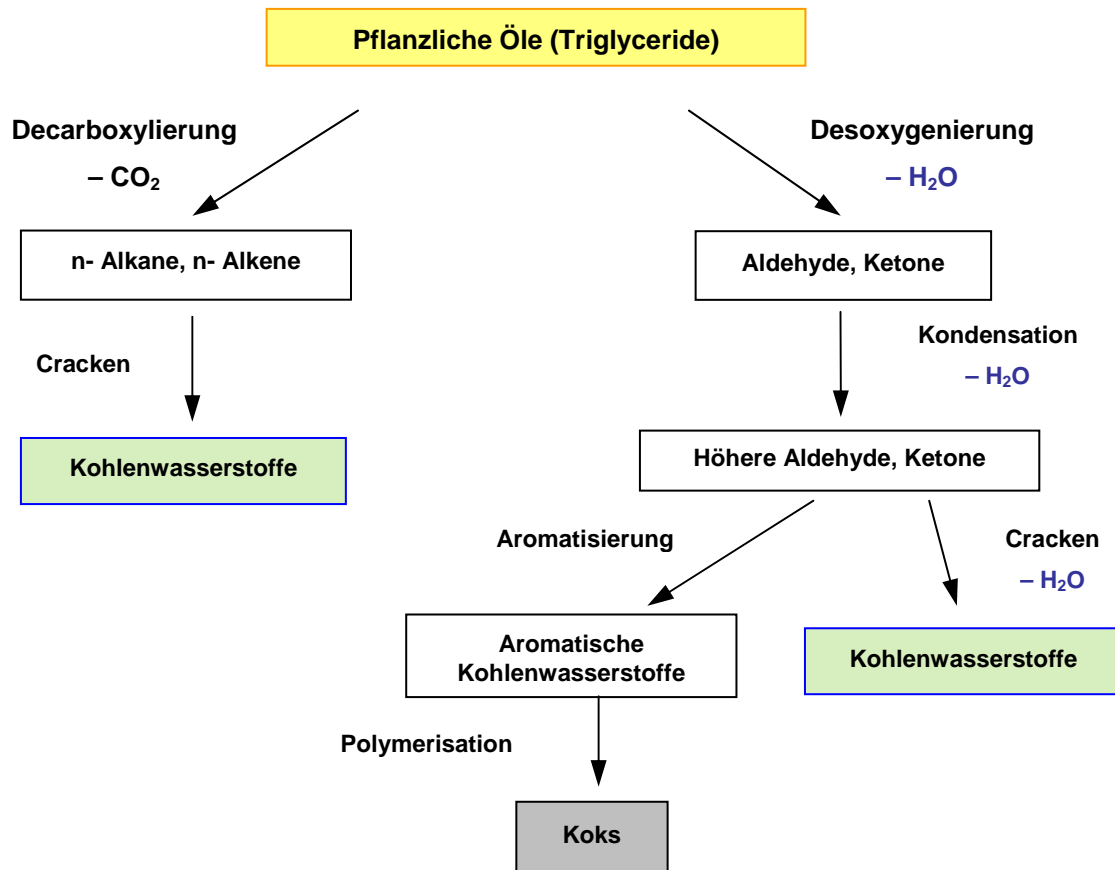 Pflanzliche Öle (Triglyceride)
Decarboxylierung
– CO₂
Desoxygenierung
– H₂O
n- Alkane, n- Alkene
Aldehyde, Ketone
Cracken
Kondensation
– H₂O
Kohlenwasserstoffe
Höhere Aldehyde, Ketone
Aromatisierung
Cracken
– H₂O
Aromatische
Kohlenwasserstoffe
Kohlenwasserstoffe
Polymerisation
Koks